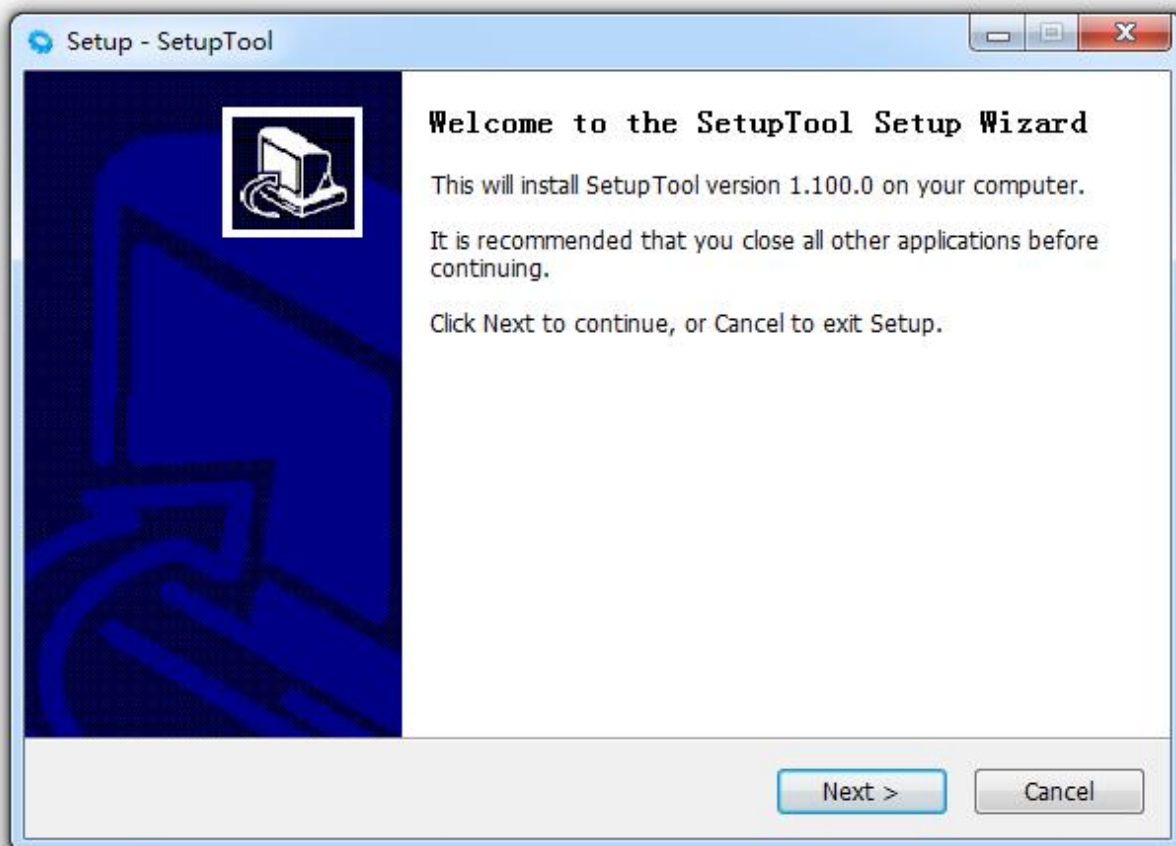 Setup - SetupTool
Welcome to the SetupTool Setup Wizard
This will install SetupTool version 1.100.0 on your computer.
It is recommended that you close all other applications before
continuing.
Click Next to continue, or Cancel to exit Setup.
Next >
Cancel